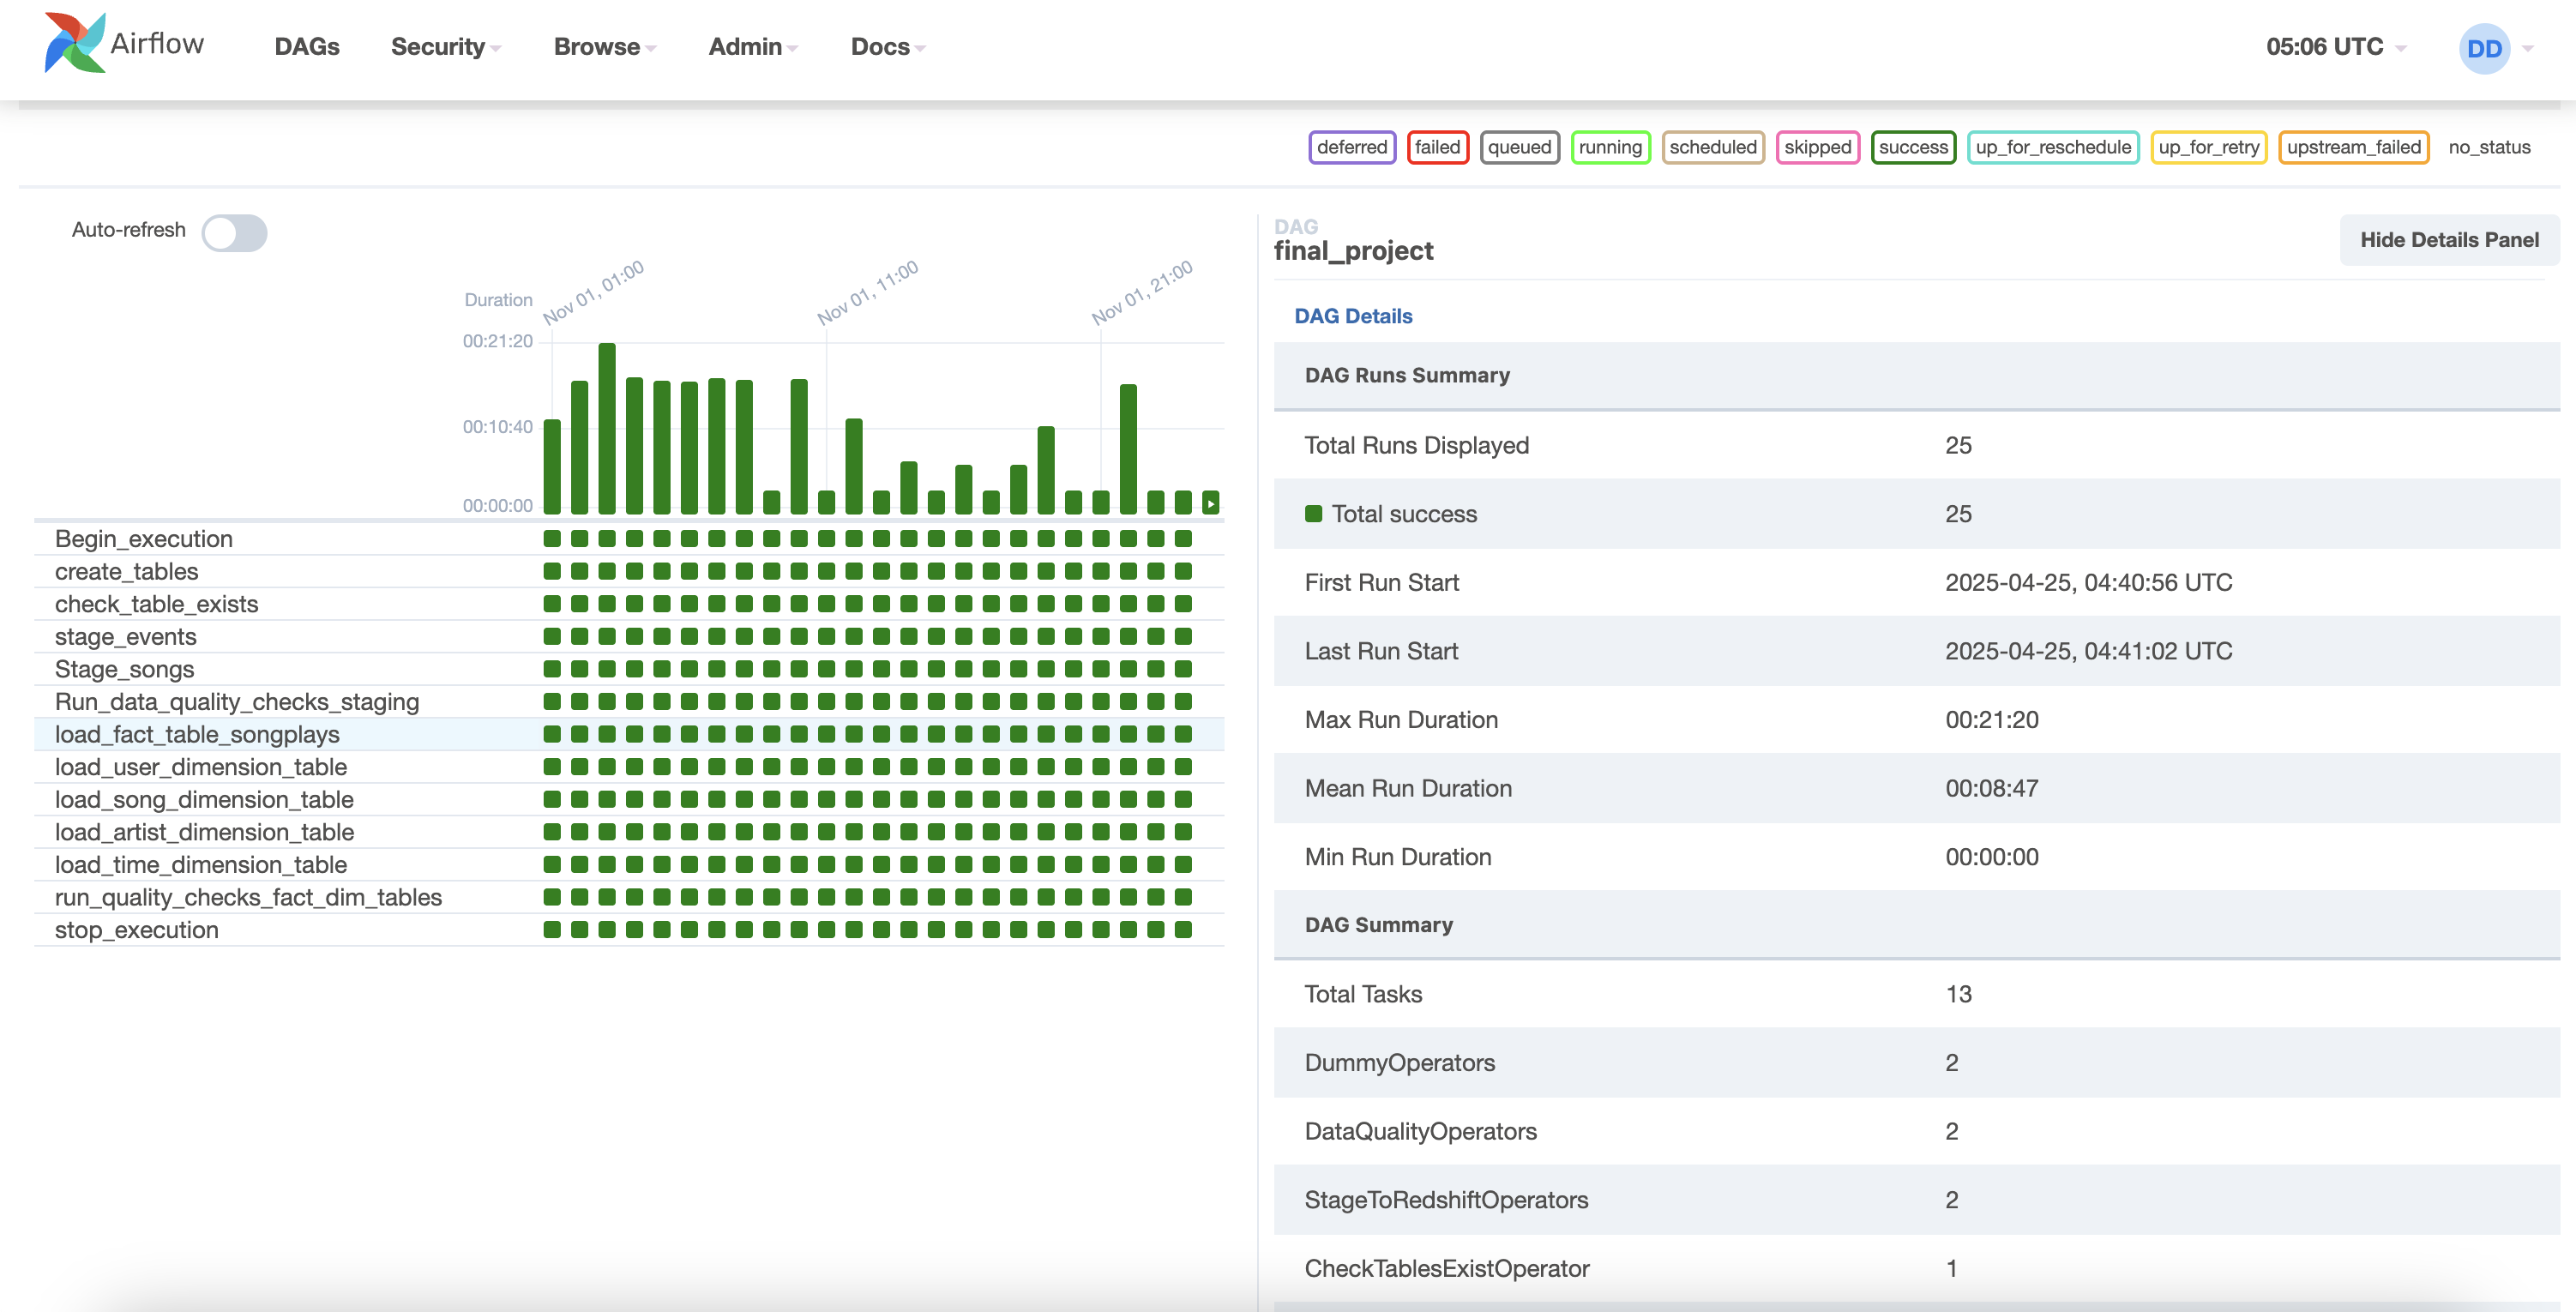 Airflow DAGs Security Browse Admin Docs 05:06 UTC DD
deferred failed queued running scheduled skipped success up_for_reschedule up_for_retry upstream_failed no_status
Auto-refresh
Duration
Nov 01, 01:00
Nov 01, 11:00
Nov 01, 21:00
00:21:20
00:10:40
00:00:00
Begin_execution
create_tables
check_table_exists
stage_events
Stage_songs
Run_data_quality_checks_staging
load_fact_table_songplays
load_user_dimension_table
load_song_dimension_table
load_artist_dimension_table
load_time_dimension_table
run_quality_checks_fact_dim_tables
stop_execution
DAG
final_project
Hide Details Panel
DAG Details
DAG Runs Summary
Total Runs Displayed 25
Total success 25
First Run Start 2025-04-25, 04:40:56 UTC
Last Run Start 2025-04-25, 04:41:02 UTC
Max Run Duration 00:21:20
Mean Run Duration 00:08:47
Min Run Duration 00:00:00
DAG Summary
Total Tasks 13
DummyOperators 2
DataQualityOperators 2
StageToRedshiftOperators 2
CheckTablesExistOperator 1